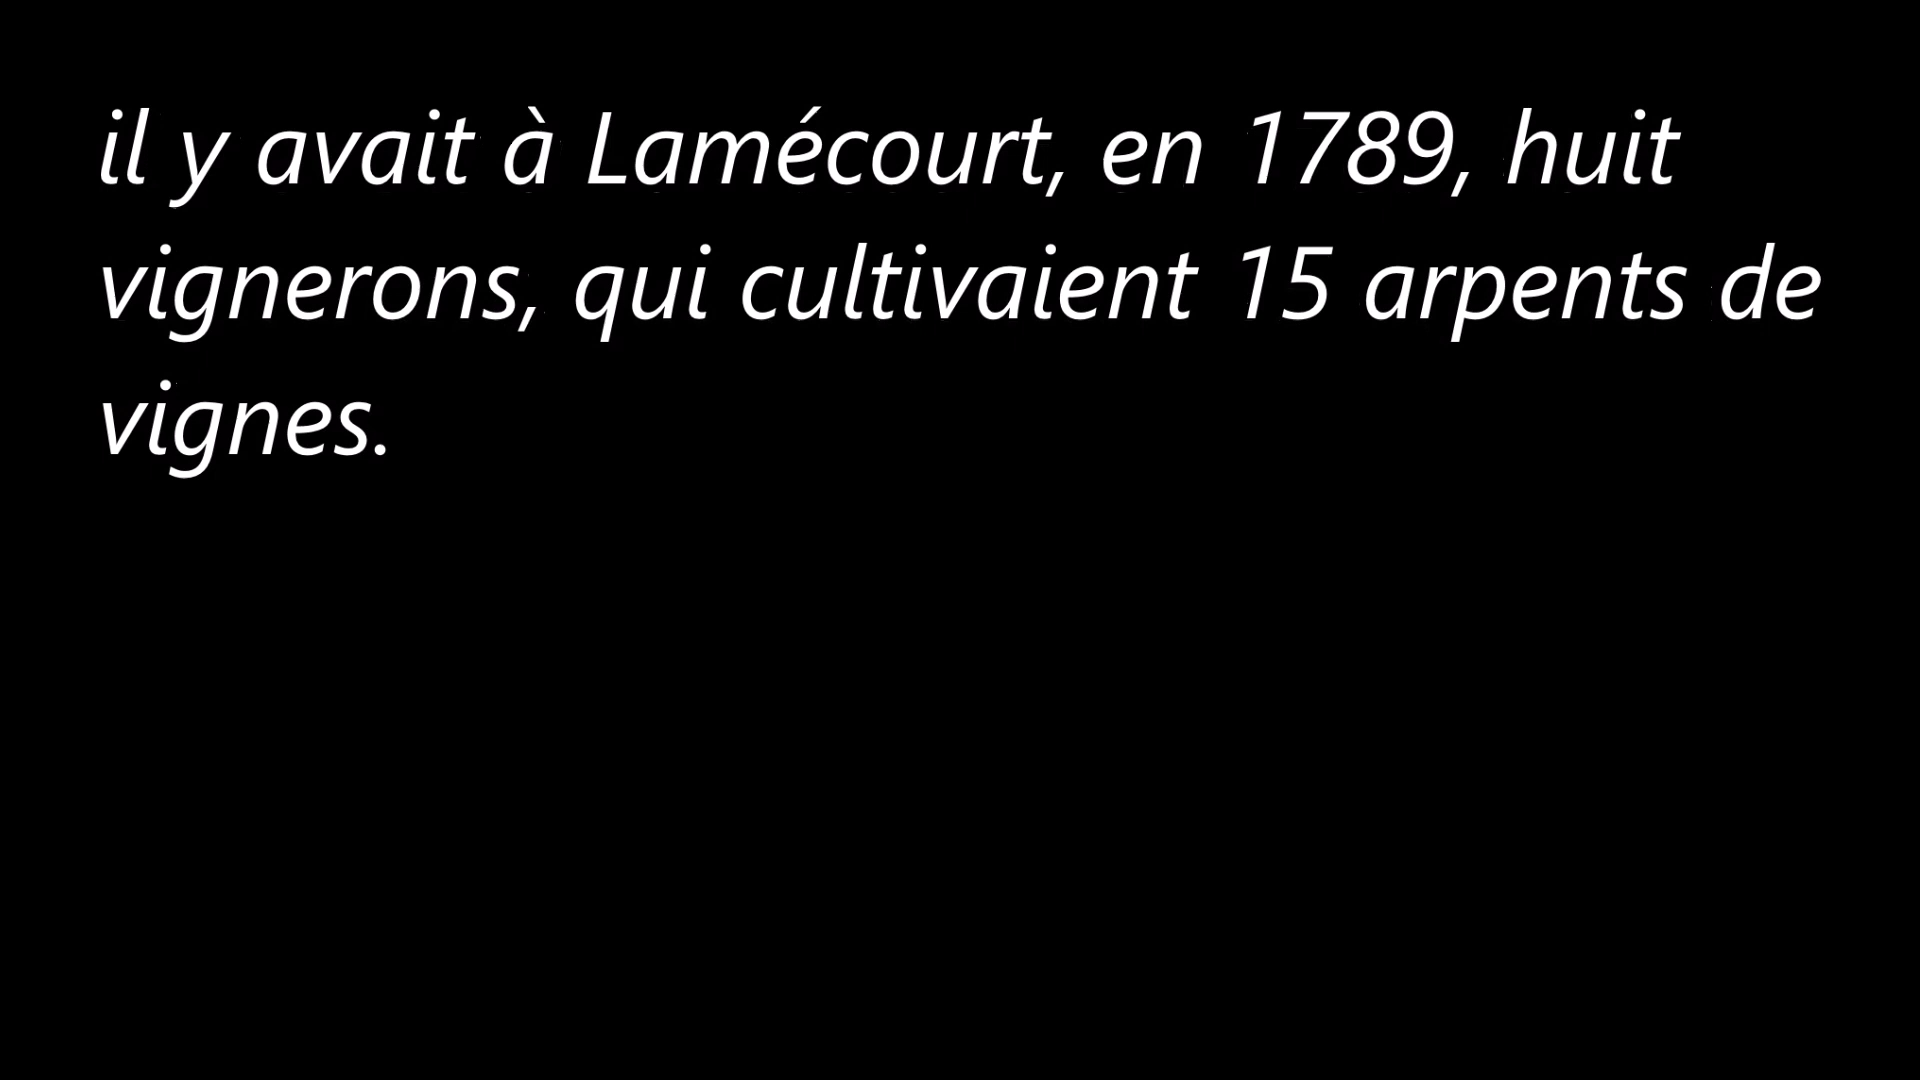 il y avait à Lamécourt, en 1789, huit
vignerons, qui cultivaient 15 arpents de
vignes.